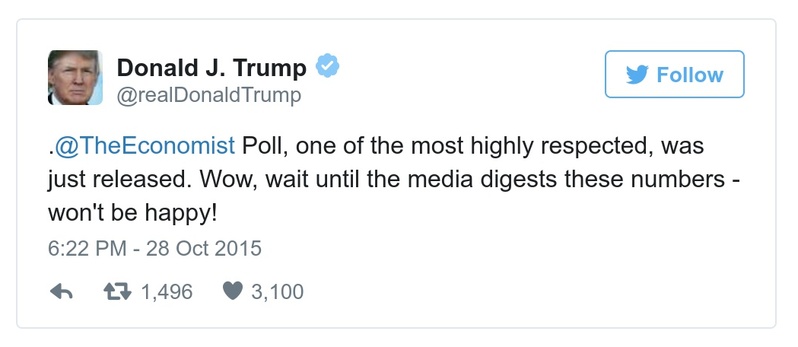 Donald J. Trump
@realDonaldTrump
Follow
.@TheEconomist Poll, one of the most highly respected, was
just released. Wow, wait until the media digests these numbers -
won't be happy!
6:22 PM - 28 Oct 2015
1,496 3,100